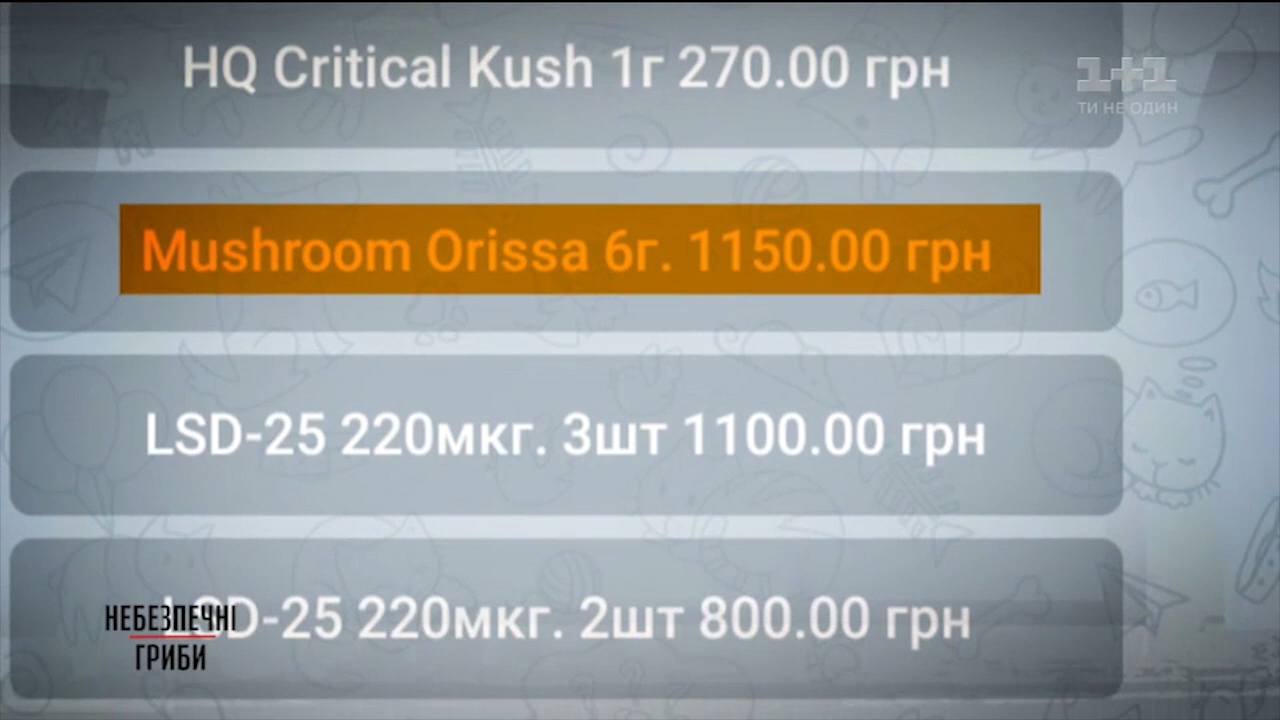 HQ Critical Kush 1г 270.00 грн
1+1
ТИ НЕ ОДИН
Mushroom Orissa 6г. 1150.00 грн
LSD-25 220мкг. 3шт 1100.00 грн
LSD-25 220мкг. 2шт 800.00 грн
НЕБЕЗПЕЧНІ
ГРИБИ